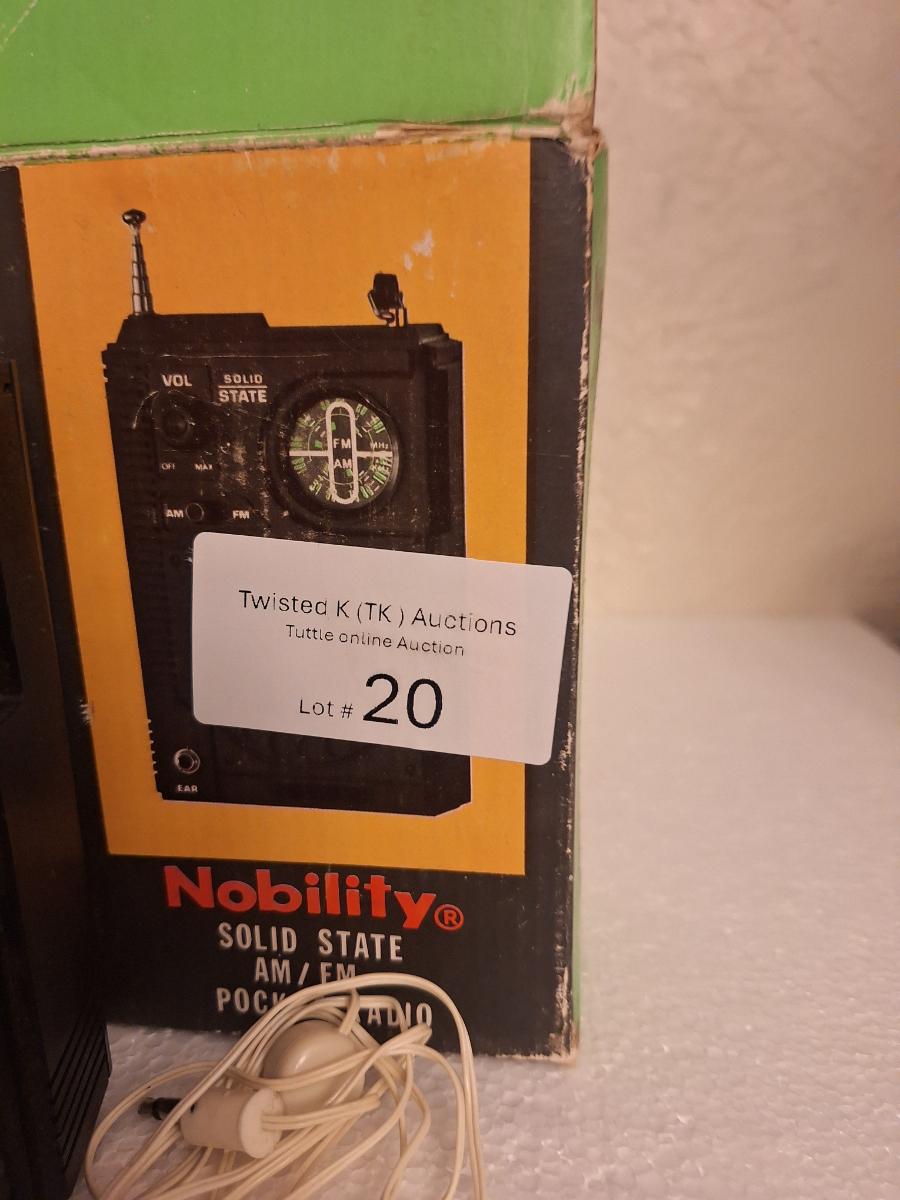 VOL
SOLID
STATE
FM
MHz
AM
OFF MAX
AM FM
Twisted K (TK) Auctions
Tuttle online Auction
Lot # 20
EAR
Nobility®
SOLID STATE
AM/FM